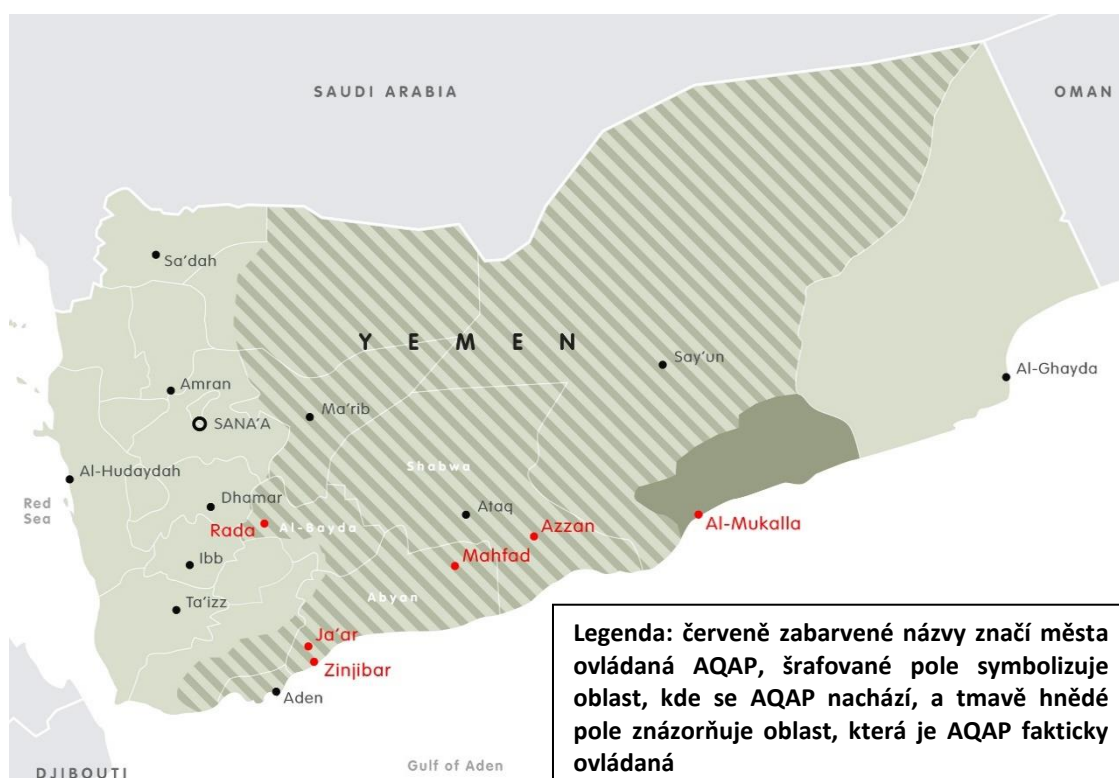 SAUDI ARABIA
OMAN
Sa'dah
YEMEN
Say'un
Al-Ghayda
Amran
Ma'rib
SANA'A
Al-Hudaydah
Shabwa
Red
Sea
Dhamar
Ataq
Rada
Al-Bayda
Azzan
Al-Mukalla
Ibb
Mahfad
Ta'izz
Abyan
Ja'ar
Zinjibar
Aden
Gulf of Aden
DJIBOUTI
Legenda: červeně zabarvené názvy značí města
ovládaná AQAP, šrafované pole symbolizuje
oblast, kde se AQAP nachází, a tmavě hnědé
pole znázorňuje oblast, která je AQAP fakticky
ovládaná